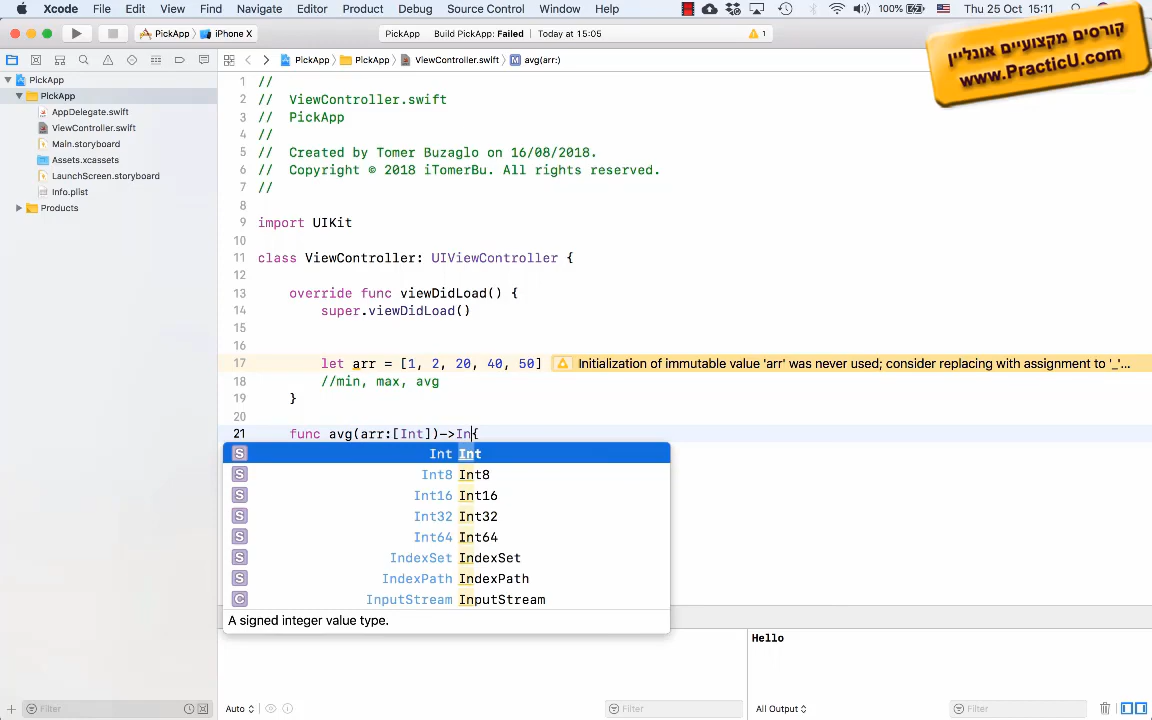 Xcode File Edit View Find Navigate Editor Product Debug Source Control Window Help 100% Thu 25 Oct 15:11
PickApp iPhone X PickApp Build PickApp: Failed Today at 15:05 1
קורסים מקצועיים אונליין
www.PracticU.com
PickApp PickApp ViewController.swift M avg(arr:)
PickApp
PickApp
AppDelegate.swift
ViewController.swift
Main.storyboard
Assets.xcassets
LaunchScreen.storyboard
Info.plist
Products
1 //
2 // ViewController.swift
3 // PickApp
4 //
5 // Created by Tomer Buzaglo on 16/08/2018.
6 // Copyright © 2018 iTomerBu. All rights reserved.
7 //
8
9 import UIKit
10
11 class ViewController: UIViewController {
12
13 override func viewDidLoad() {
14 super.viewDidLoad()
15
16
17 let arr = [1, 2, 20, 40, 50] Initialization of immutable value 'arr' was never used; consider replacing with assignment to '_'...
18 //min, max, avg
19 }
20
21 func avg(arr:[Int])->In{
S Int Int
S Int8 Int8
S Int16 Int16
S Int32 Int32
S Int64 Int64
S IndexSet IndexSet
S IndexPath IndexPath
C InputStream InputStream
A signed integer value type.
Hello
Filter Auto Filter All Output Filter